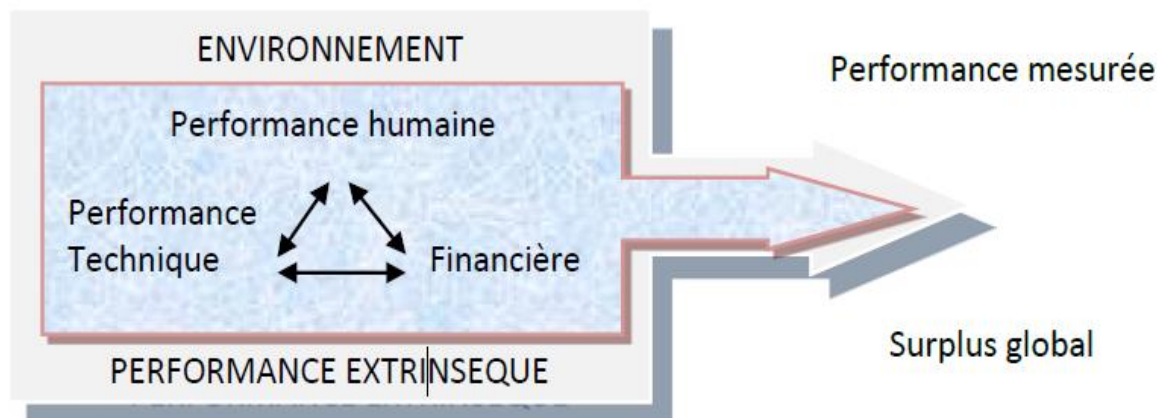 ENVIRONNEMENT
Performance mesurée
Performance humaine
Performance
Technique
Financière
Surplus global
PERFORMANCE EXTRINSEQUE